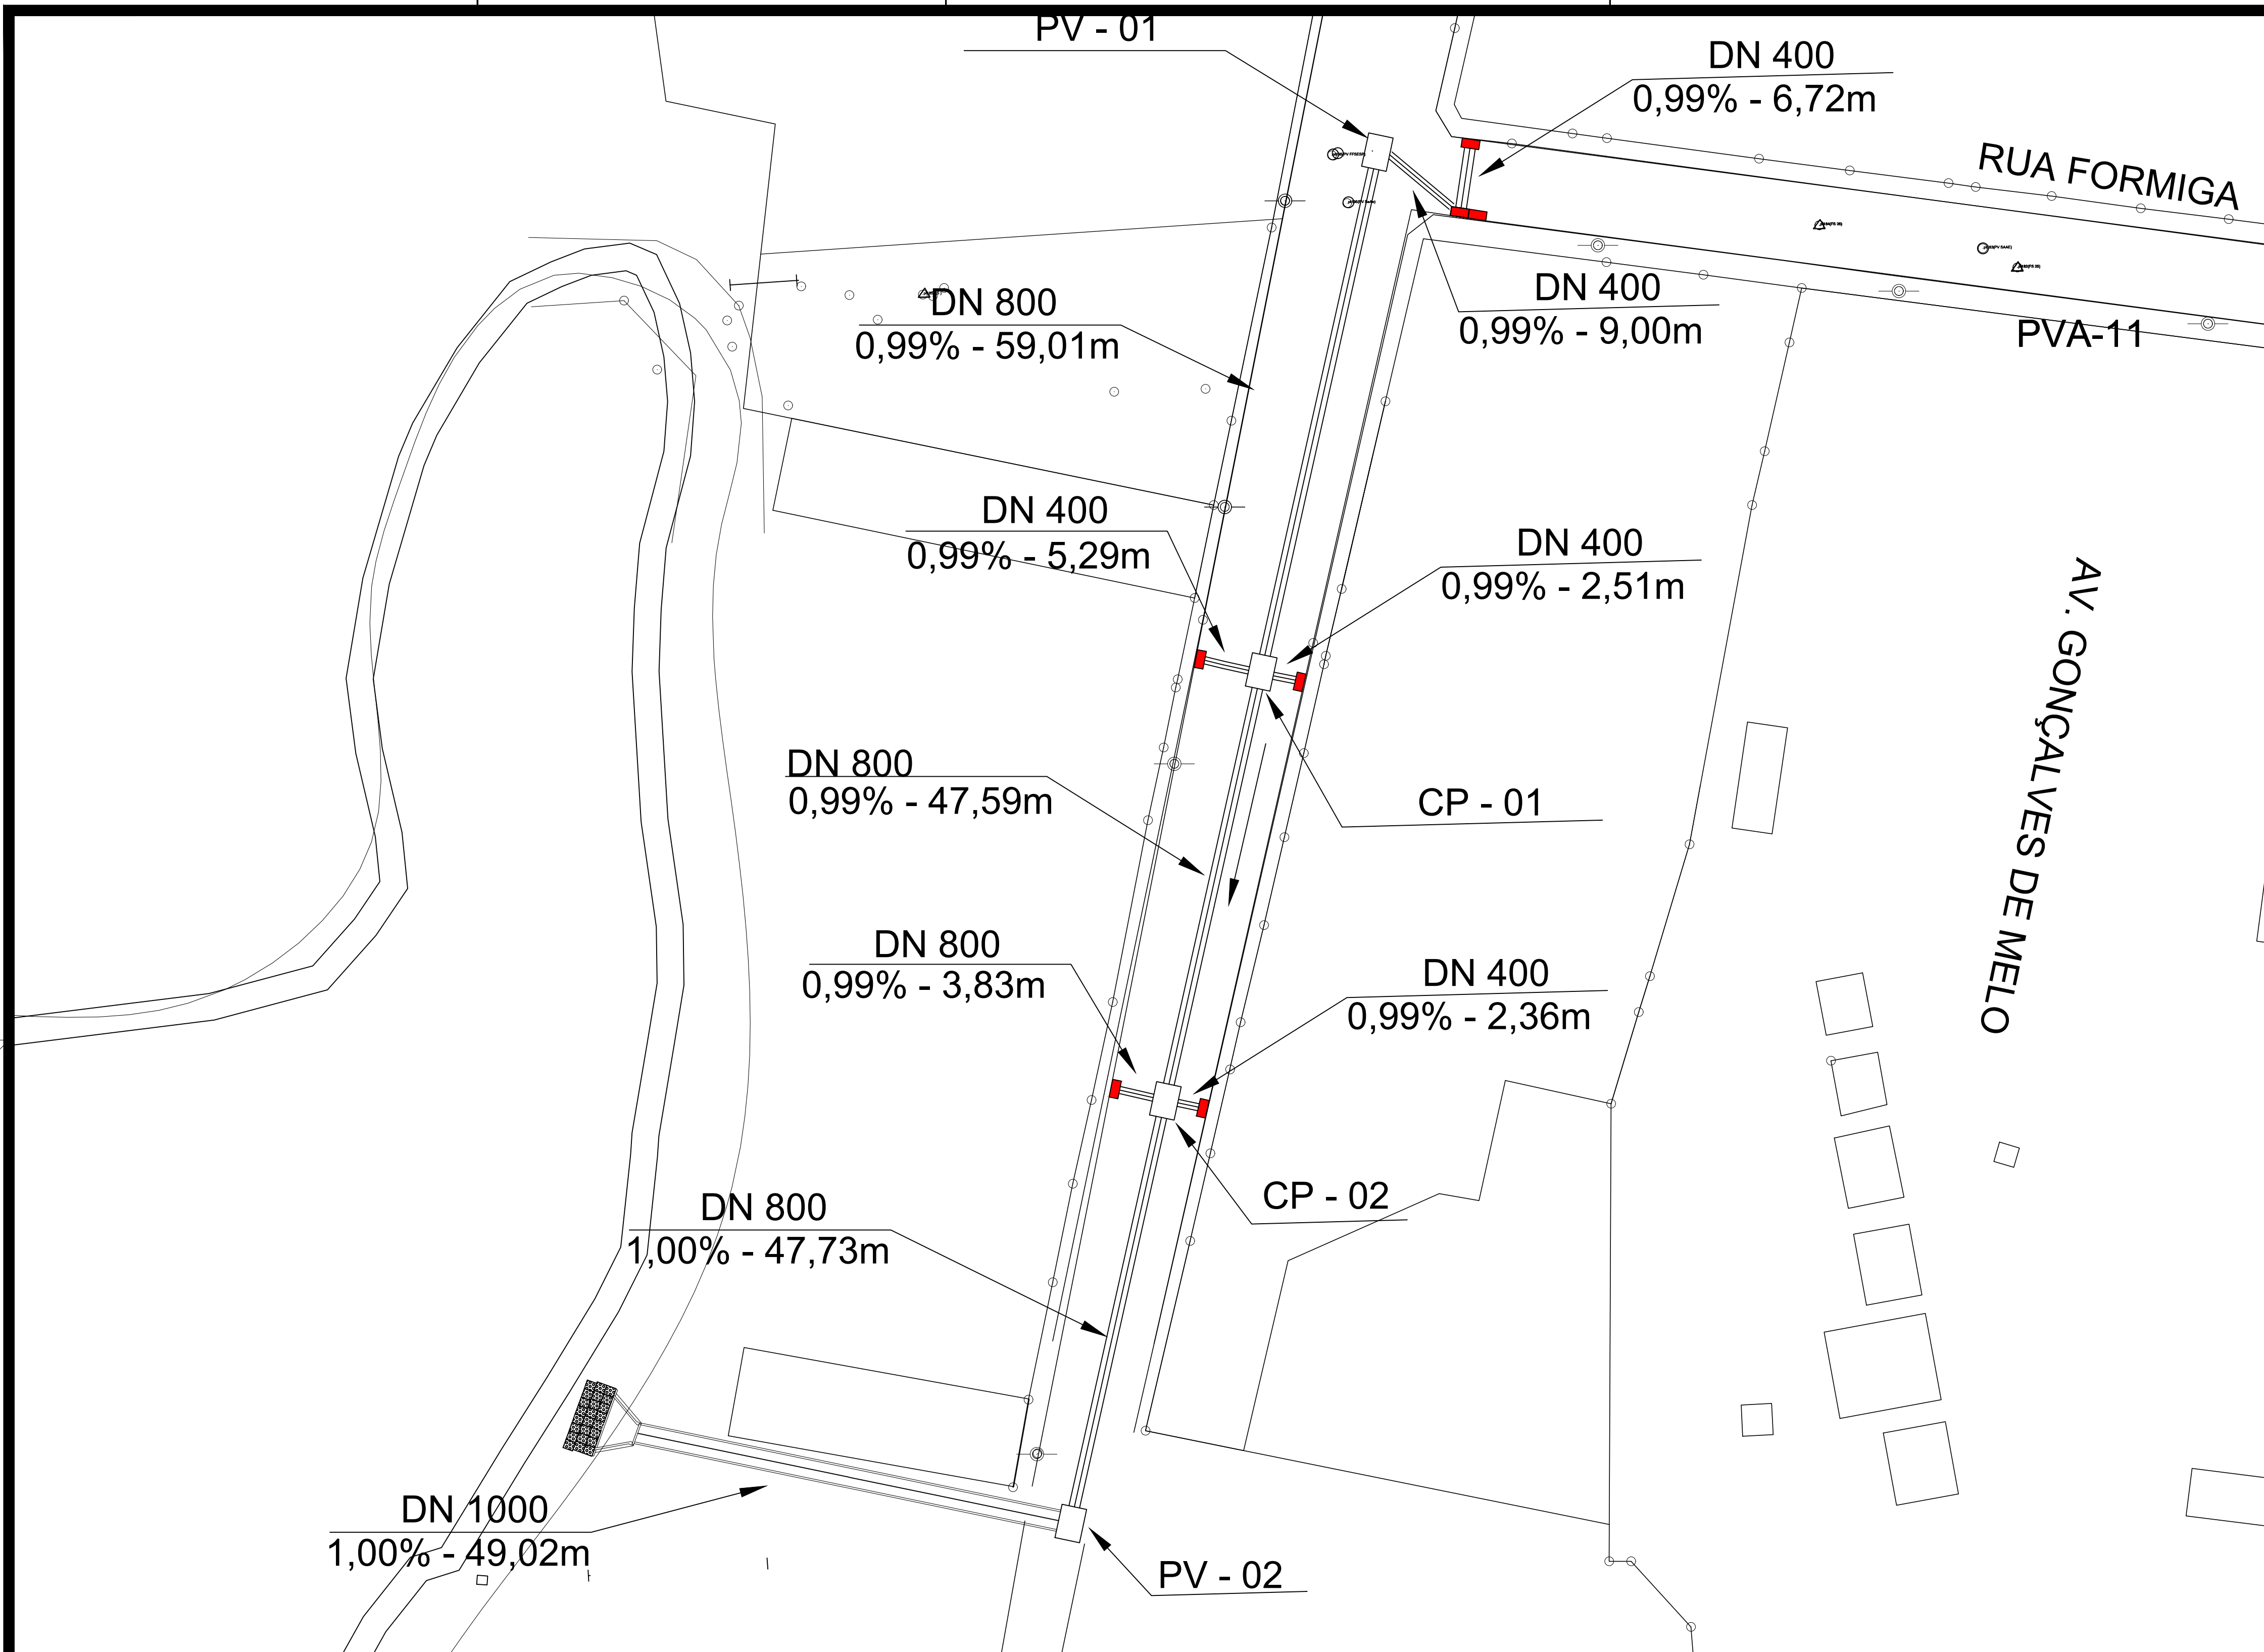 PV - 01
DN 400
0,99% - 6,72m
RUA FORMIGA
DN 800
0,99% - 59,01m
DN 400
0,99% - 9,00m
PVA-11
DN 400
0,99% - 5,29m
DN 400
0,99% - 2,51m
AV. GONÇALVES DE MELO
DN 800
0,99% - 47,59m
CP - 01
DN 800
0,99% - 3,83m
DN 400
0,99% - 2,36m
CP - 02
DN 800
1,00% - 47,73m
DN 1000
1,00% - 49,02m
PV - 02